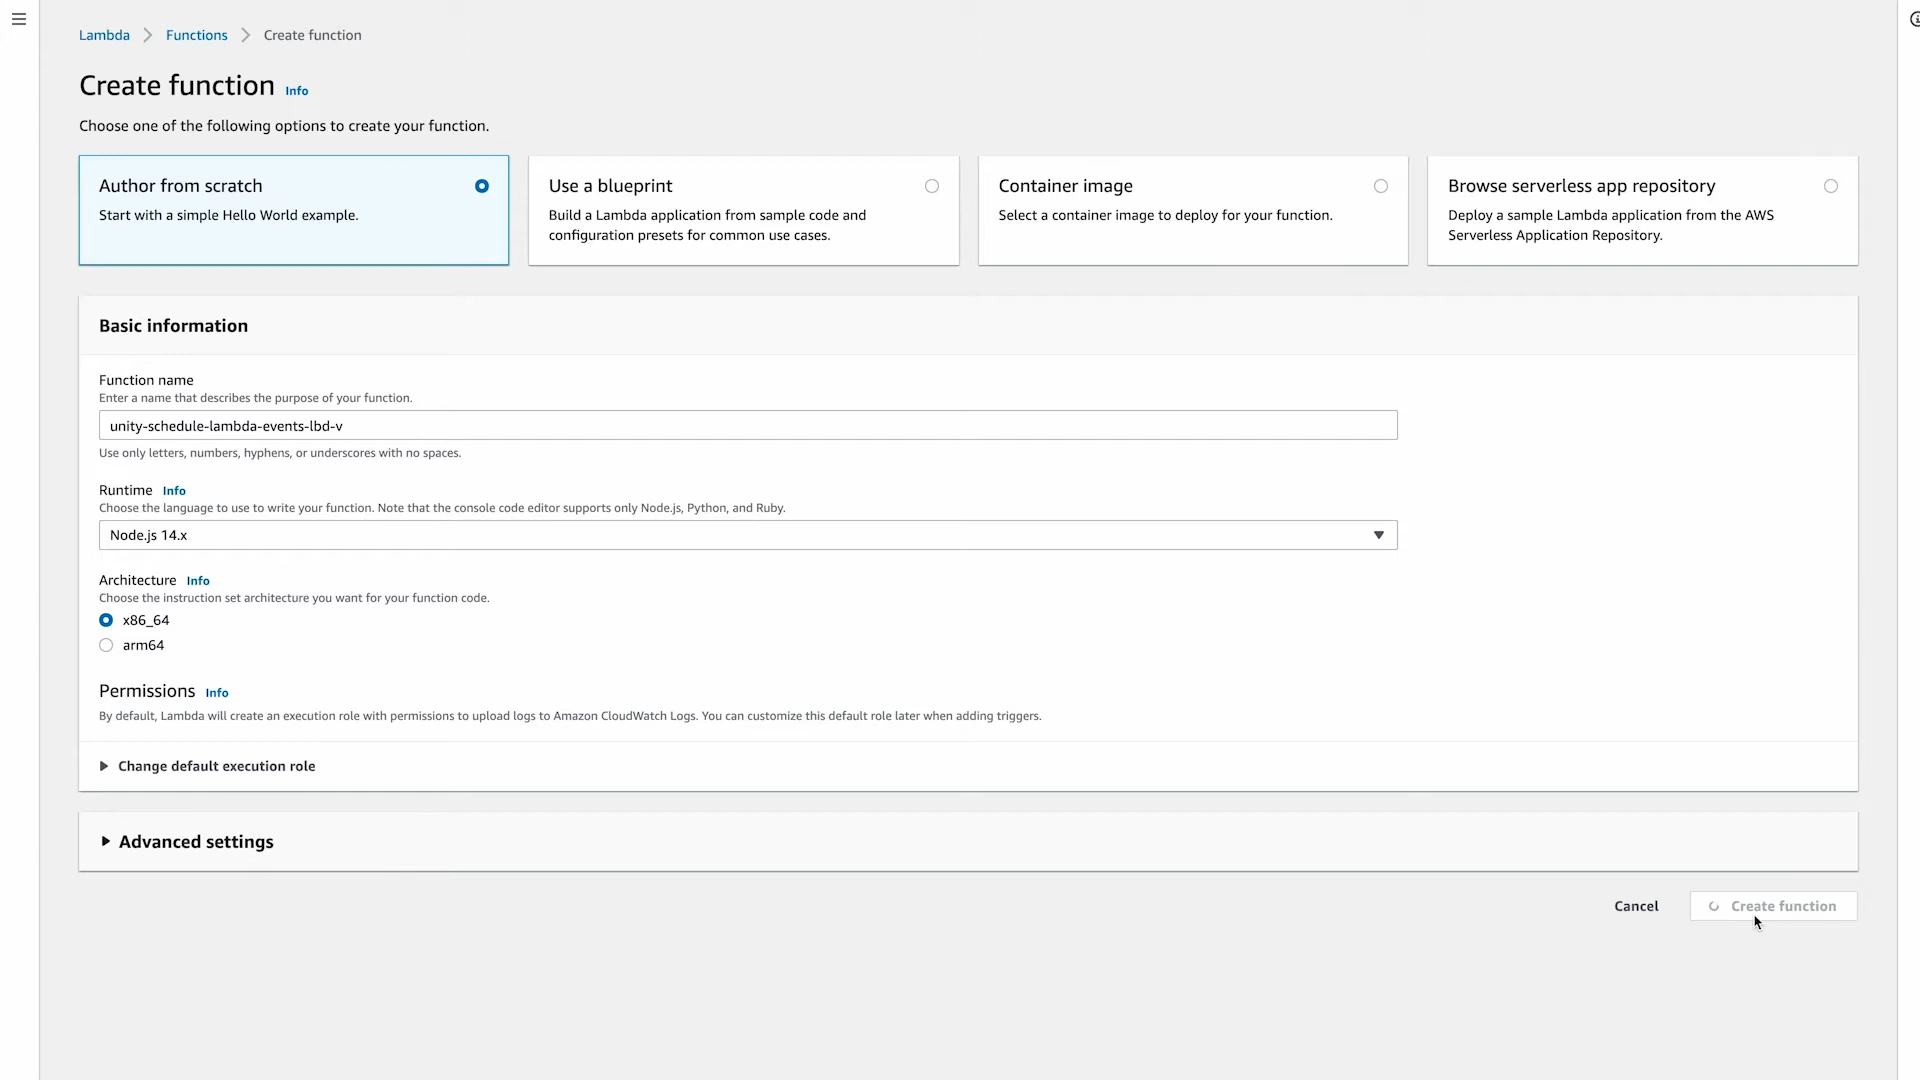 Lambda > Functions > Create function
Create function Info
Choose one of the following options to create your function.
Author from scratch
Start with a simple Hello World example.
Use a blueprint
Build a Lambda application from sample code and
configuration presets for common use cases.
Container image
Select a container image to deploy for your function.
Browse serverless app repository
Deploy a sample Lambda application from the AWS
Serverless Application Repository.
Basic information
Function name
Enter a name that describes the purpose of your function.
unity-schedule-lambda-events-lbd-v
Use only letters, numbers, hyphens, or underscores with no spaces.
Runtime Info
Choose the language to use to write your function. Note that the console code editor supports only Node.js, Python, and Ruby.
Node.js 14.x
Architecture Info
Choose the instruction set architecture you want for your function code.
x86_64
arm64
Permissions Info
By default, Lambda will create an execution role with permissions to upload logs to Amazon CloudWatch Logs. You can customize this default role later when adding triggers.
Change default execution role
Advanced settings
Cancel
Create function